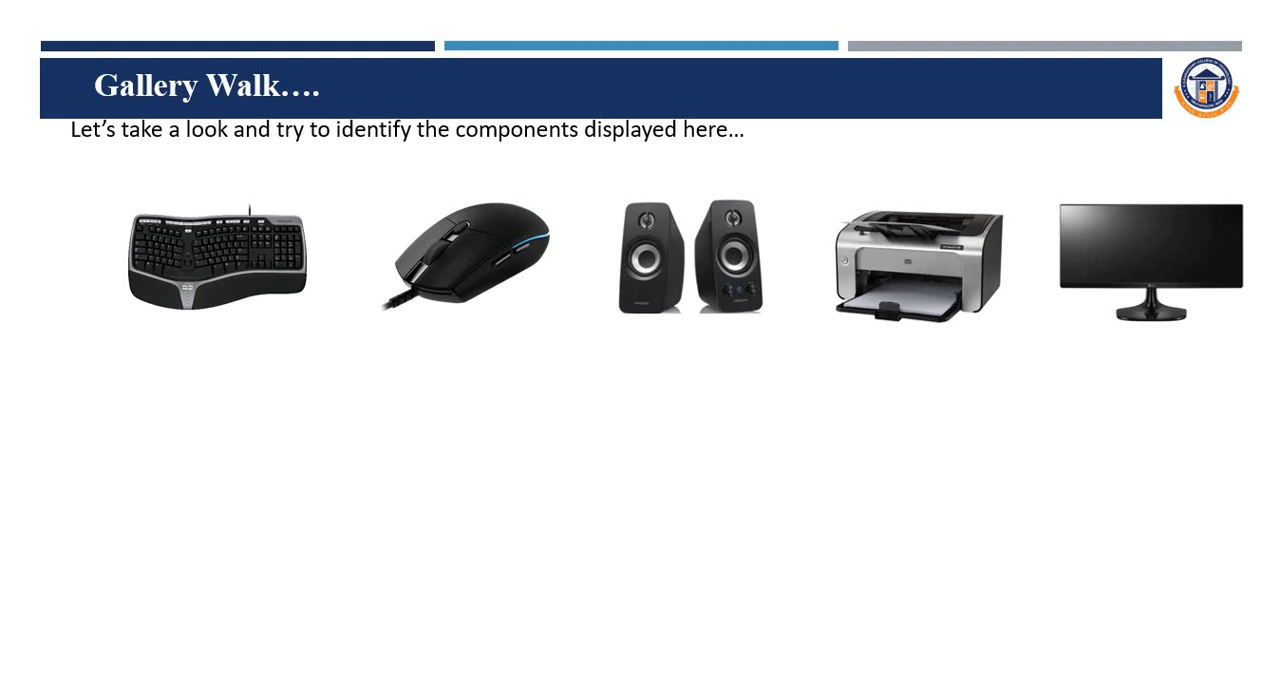 Gallery Walk….
Let’s take a look and try to identify the components displayed here…